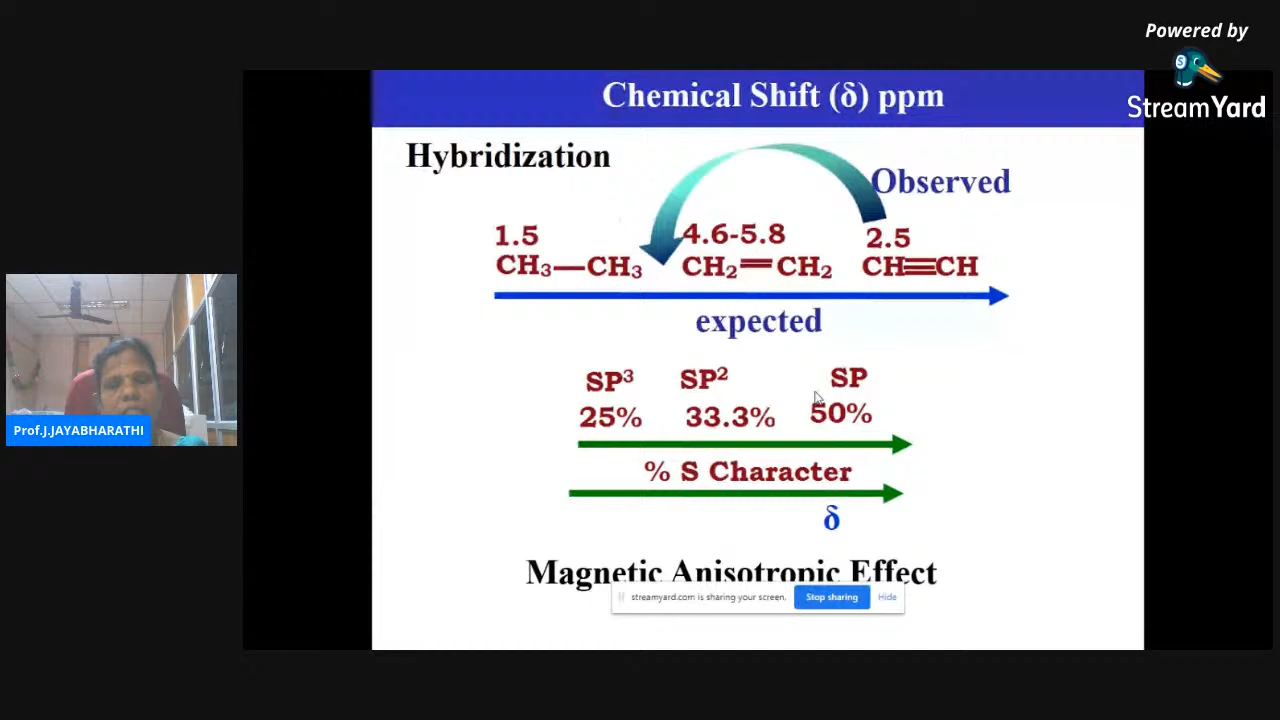 Powered by
StreamYard
Chemical Shift (δ) ppm
Hybridization
Observed
1.5 4.6-5.8 2.5
CH₃—CH₃ CH₂=CH₂ CH≡CH
expected
SP³ SP² SP
25% 33.3% 50%
% S Character
δ
Magnetic Anisotropic Effect
streamyard.com is sharing your screen. Stop sharing Hide
Prof.J.JAYABHARATHI